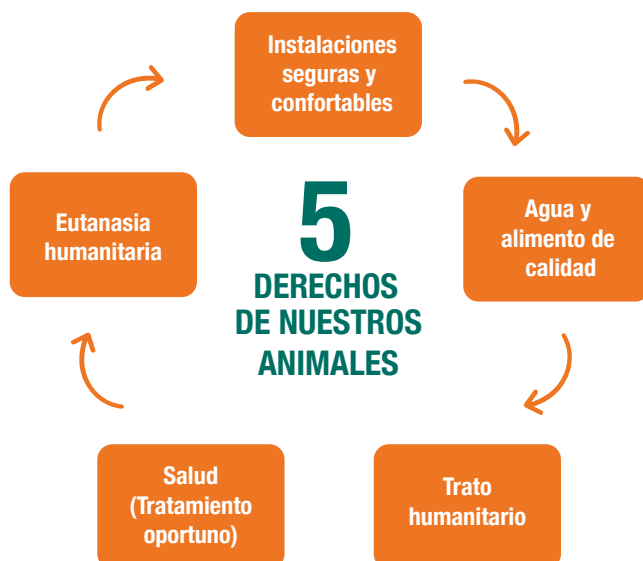 Instalaciones
seguras y
confortables
Agua y
alimento de
calidad
Trato
humanitario
Salud
(Tratamiento
oportuno)
Eutanasia
humanitaria
5
DERECHOS
DE NUESTROS
ANIMALES